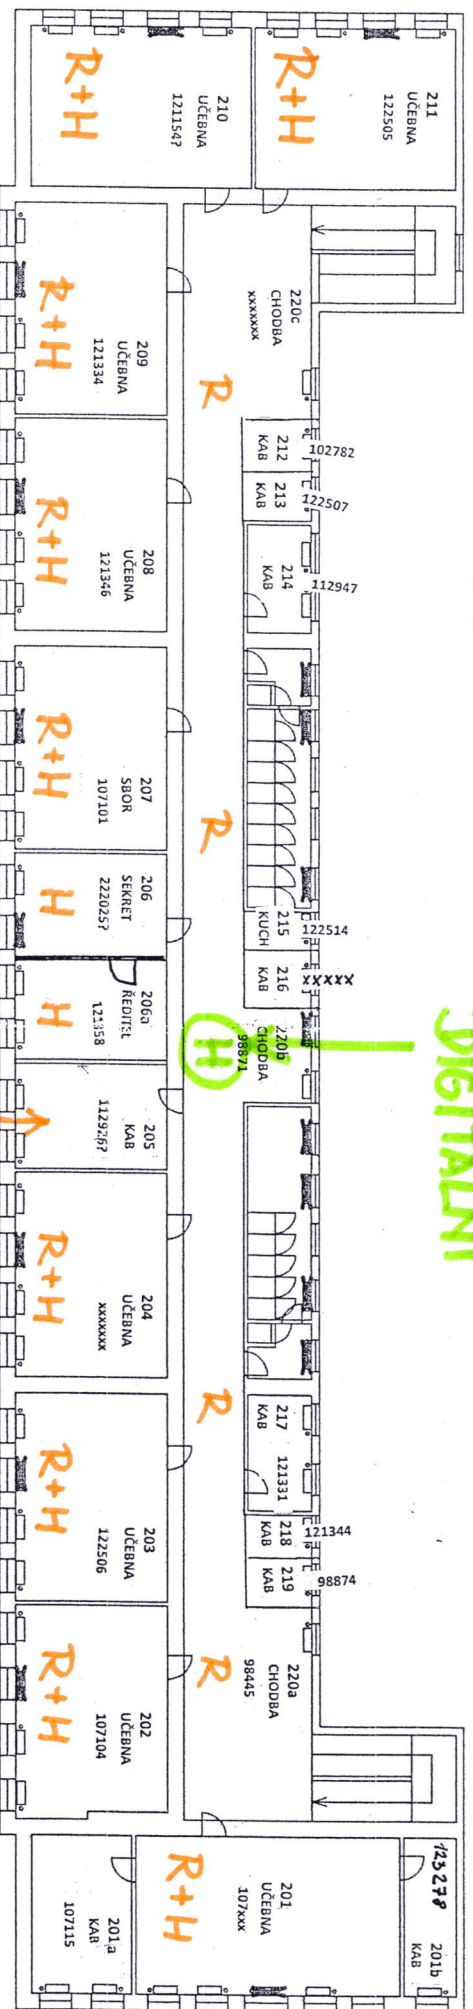 DIGITALNI
211
UČEBNA
122505
R+H
210
UČEBNA
121154?
R+H
220c
CHODBA
xxxxxxx
R
209
UČEBNA
121334
R+H
212
KAB
102782
213
KAB
122507
214
KAB
112947
208
UČEBNA
121346
R+H
207
SBOR
107101
R+H
R
206
SEKRET
222025?
H
215
KUCH
122514
216
KAB
xxxxx
206a
ŘEDITEL
121358
H
220b
CHODBA
98871
H
205
KAB
112926?
204
UČEBNA
xxxxxxx
R+H
R
217
KAB
121331
218
KAB
121344
219
KAB
98874
203
UČEBNA
122506
R+H
220a
CHODBA
98445
R
202
UČEBNA
107104
R+H
201
UČEBNA
107xxx
R+H
201a
KAB
107115
201b
KAB
123278